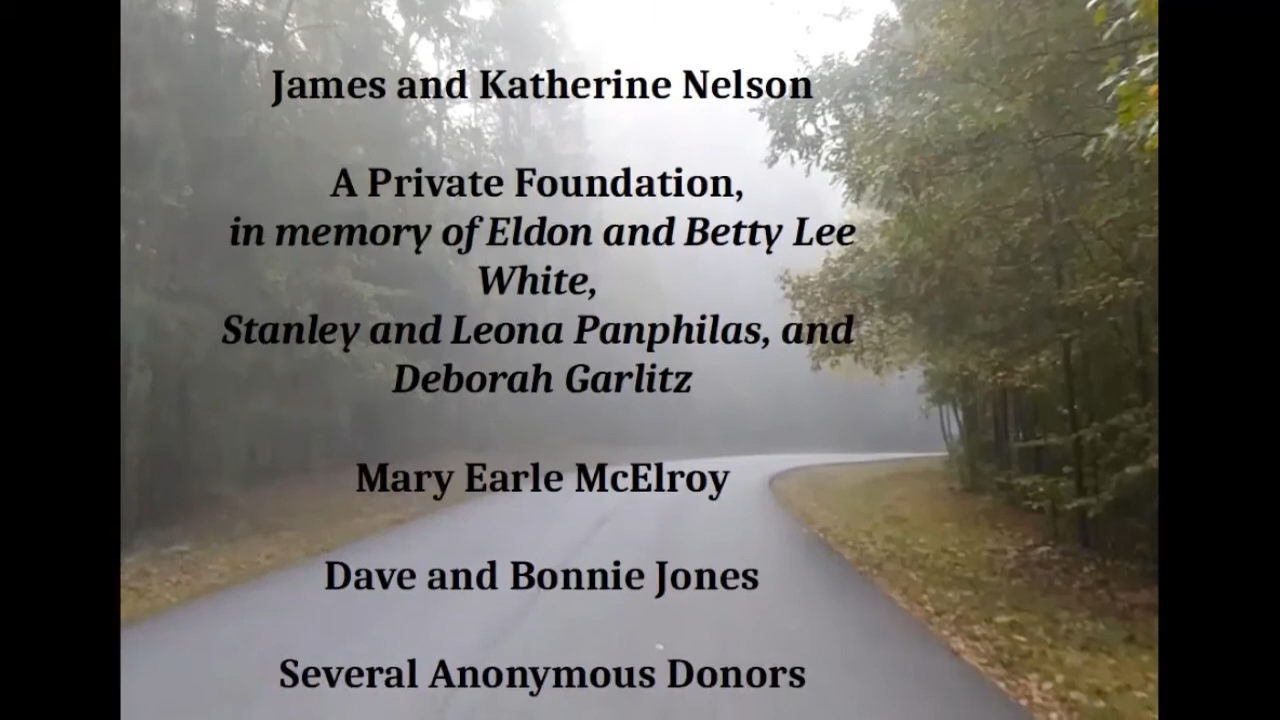 James and Katherine Nelson
A Private Foundation,
in memory of Eldon and Betty Lee
White,
Stanley and Leona Panphilas, and
Deborah Garlitz
Mary Earle McElroy
Dave and Bonnie Jones
Several Anonymous Donors